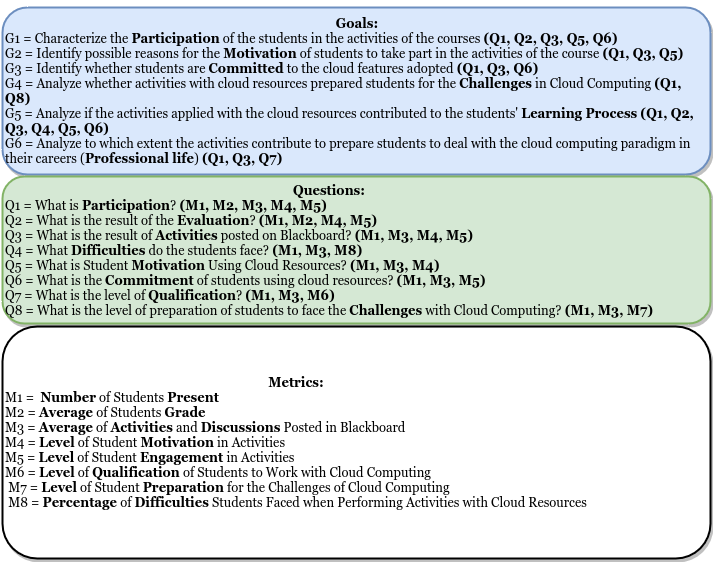 Goals:
G1 = Characterize the Participation of the students in the activities of the courses (Q1, Q2, Q3, Q5, Q6)
G2 = Identify possible reasons for the Motivation of students to take part in the activities of the course (Q1, Q3, Q5)
G3 = Identify whether students are Committed to the cloud features adopted (Q1, Q3, Q6)
G4 = Analyze whether activities with cloud resources prepared students for the Challenges in Cloud Computing (Q1,
Q8)
G5 = Analyze if the activities applied with the cloud resources contributed to the students' Learning Process (Q1, Q2,
Q3, Q4, Q5, Q6)
G6 = Analyze to which extent the activities contribute to prepare students to deal with the cloud computing paradigm in
their careers (Professional life) (Q1, Q3, Q7)
Questions:
Q1 = What is Participation? (M1, M2, M3, M4, M5)
Q2 = What is the result of the Evaluation? (M1, M2, M4, M5)
Q3 = What is the result of Activities posted on Blackboard? (M1, M3, M4, M5)
Q4 = What Difficulties do the students face? (M1, M3, M8)
Q5 = What is Student Motivation Using Cloud Resources? (M1, M3, M4)
Q6 = What is the Commitment of students using cloud resources? (M1, M3, M5)
Q7 = What is the level of Qualification? (M1, M3, M6)
Q8 = What is the level of preparation of students to face the Challenges with Cloud Computing? (M1, M3, M7)
Metrics:
M1 = Number of Students Present
M2 = Average of Students Grade
M3 = Average of Activities and Discussions Posted in Blackboard
M4 = Level of Student Motivation in Activities
M5 = Level of Student Engagement in Activities
M6 = Level of Qualification of Students to Work with Cloud Computing
M7 = Level of Student Preparation for the Challenges of Cloud Computing
M8 = Percentage of Difficulties Students Faced when Performing Activities with Cloud Resources